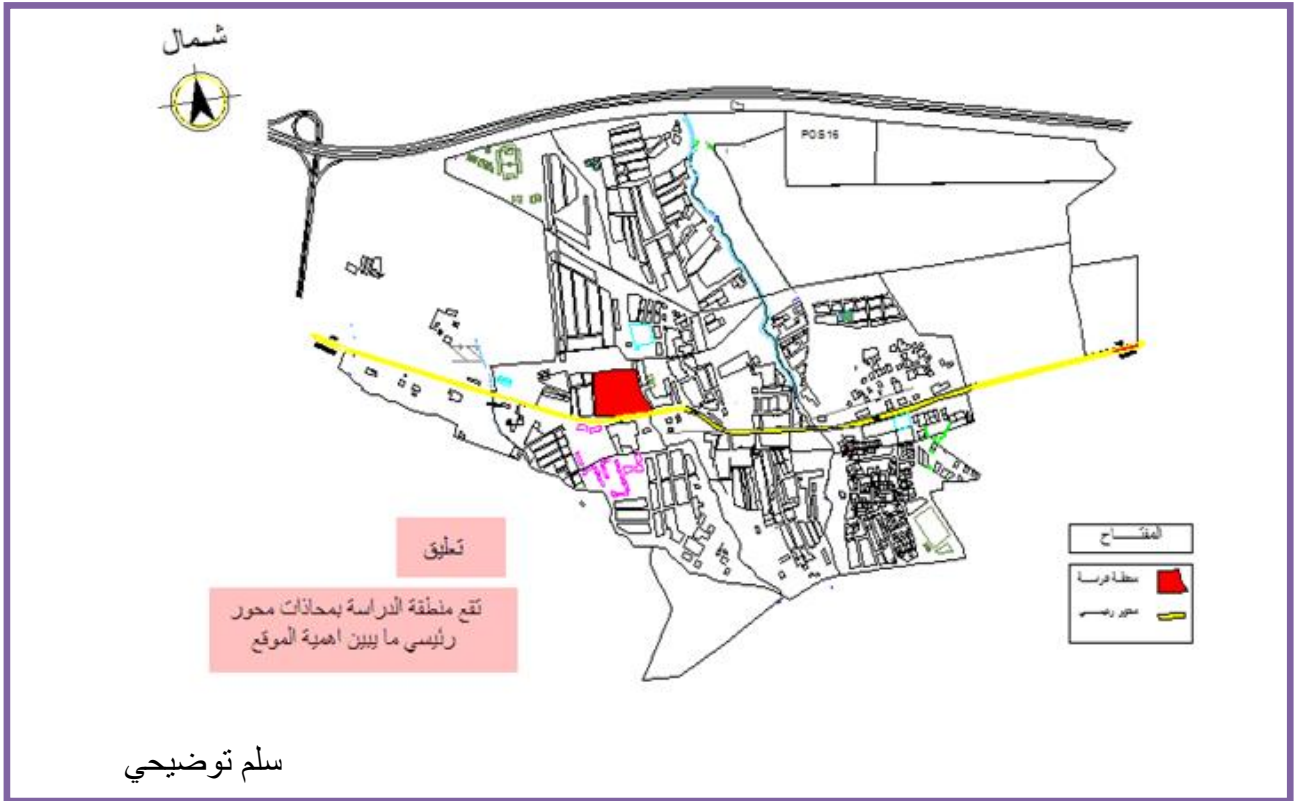 شمال
POS16
تعليق
تقع منطقة الدراسة بمحاذات محور
رئيسي ما يبين اهمية الموقع
المفتاح
منطقة دراسة
محور رئيسي
سلم توضيحي